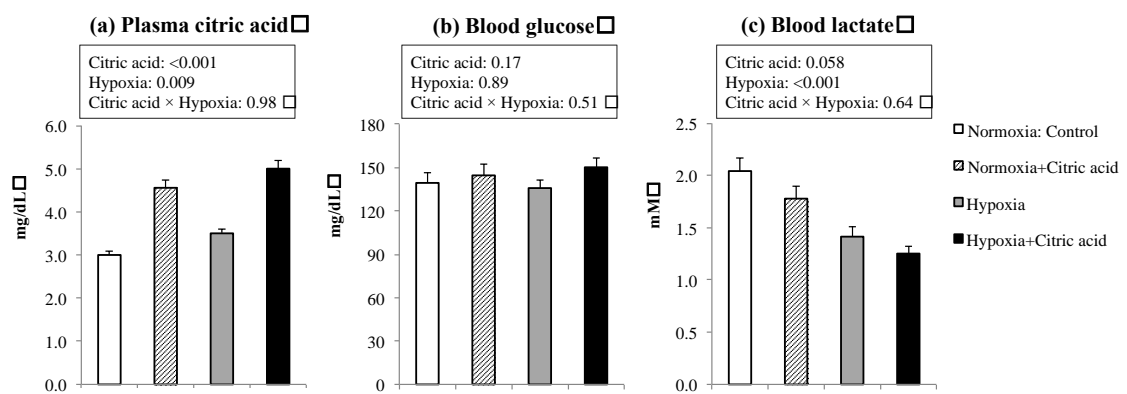 (a) Plasma citric acid□
Citric acid: <0.001
Hypoxia: 0.009
Citric acid × Hypoxia: 0.98 □
6.0
5.0
4.0
3.0
2.0
1.0
0.0
mg/dL□
(b) Blood glucose□
Citric acid: 0.17
Hypoxia: 0.89
Citric acid × Hypoxia: 0.51 □
180
150
120
90
60
30
0
mg/dL□
(c) Blood lactate□
Citric acid: 0.058
Hypoxia: <0.001
Citric acid × Hypoxia: 0.64 □
2.5
2.0
1.5
1.0
0.5
0.0
mM□
Normoxia: Control
Normoxia+Citric acid
Hypoxia
Hypoxia+Citric acid